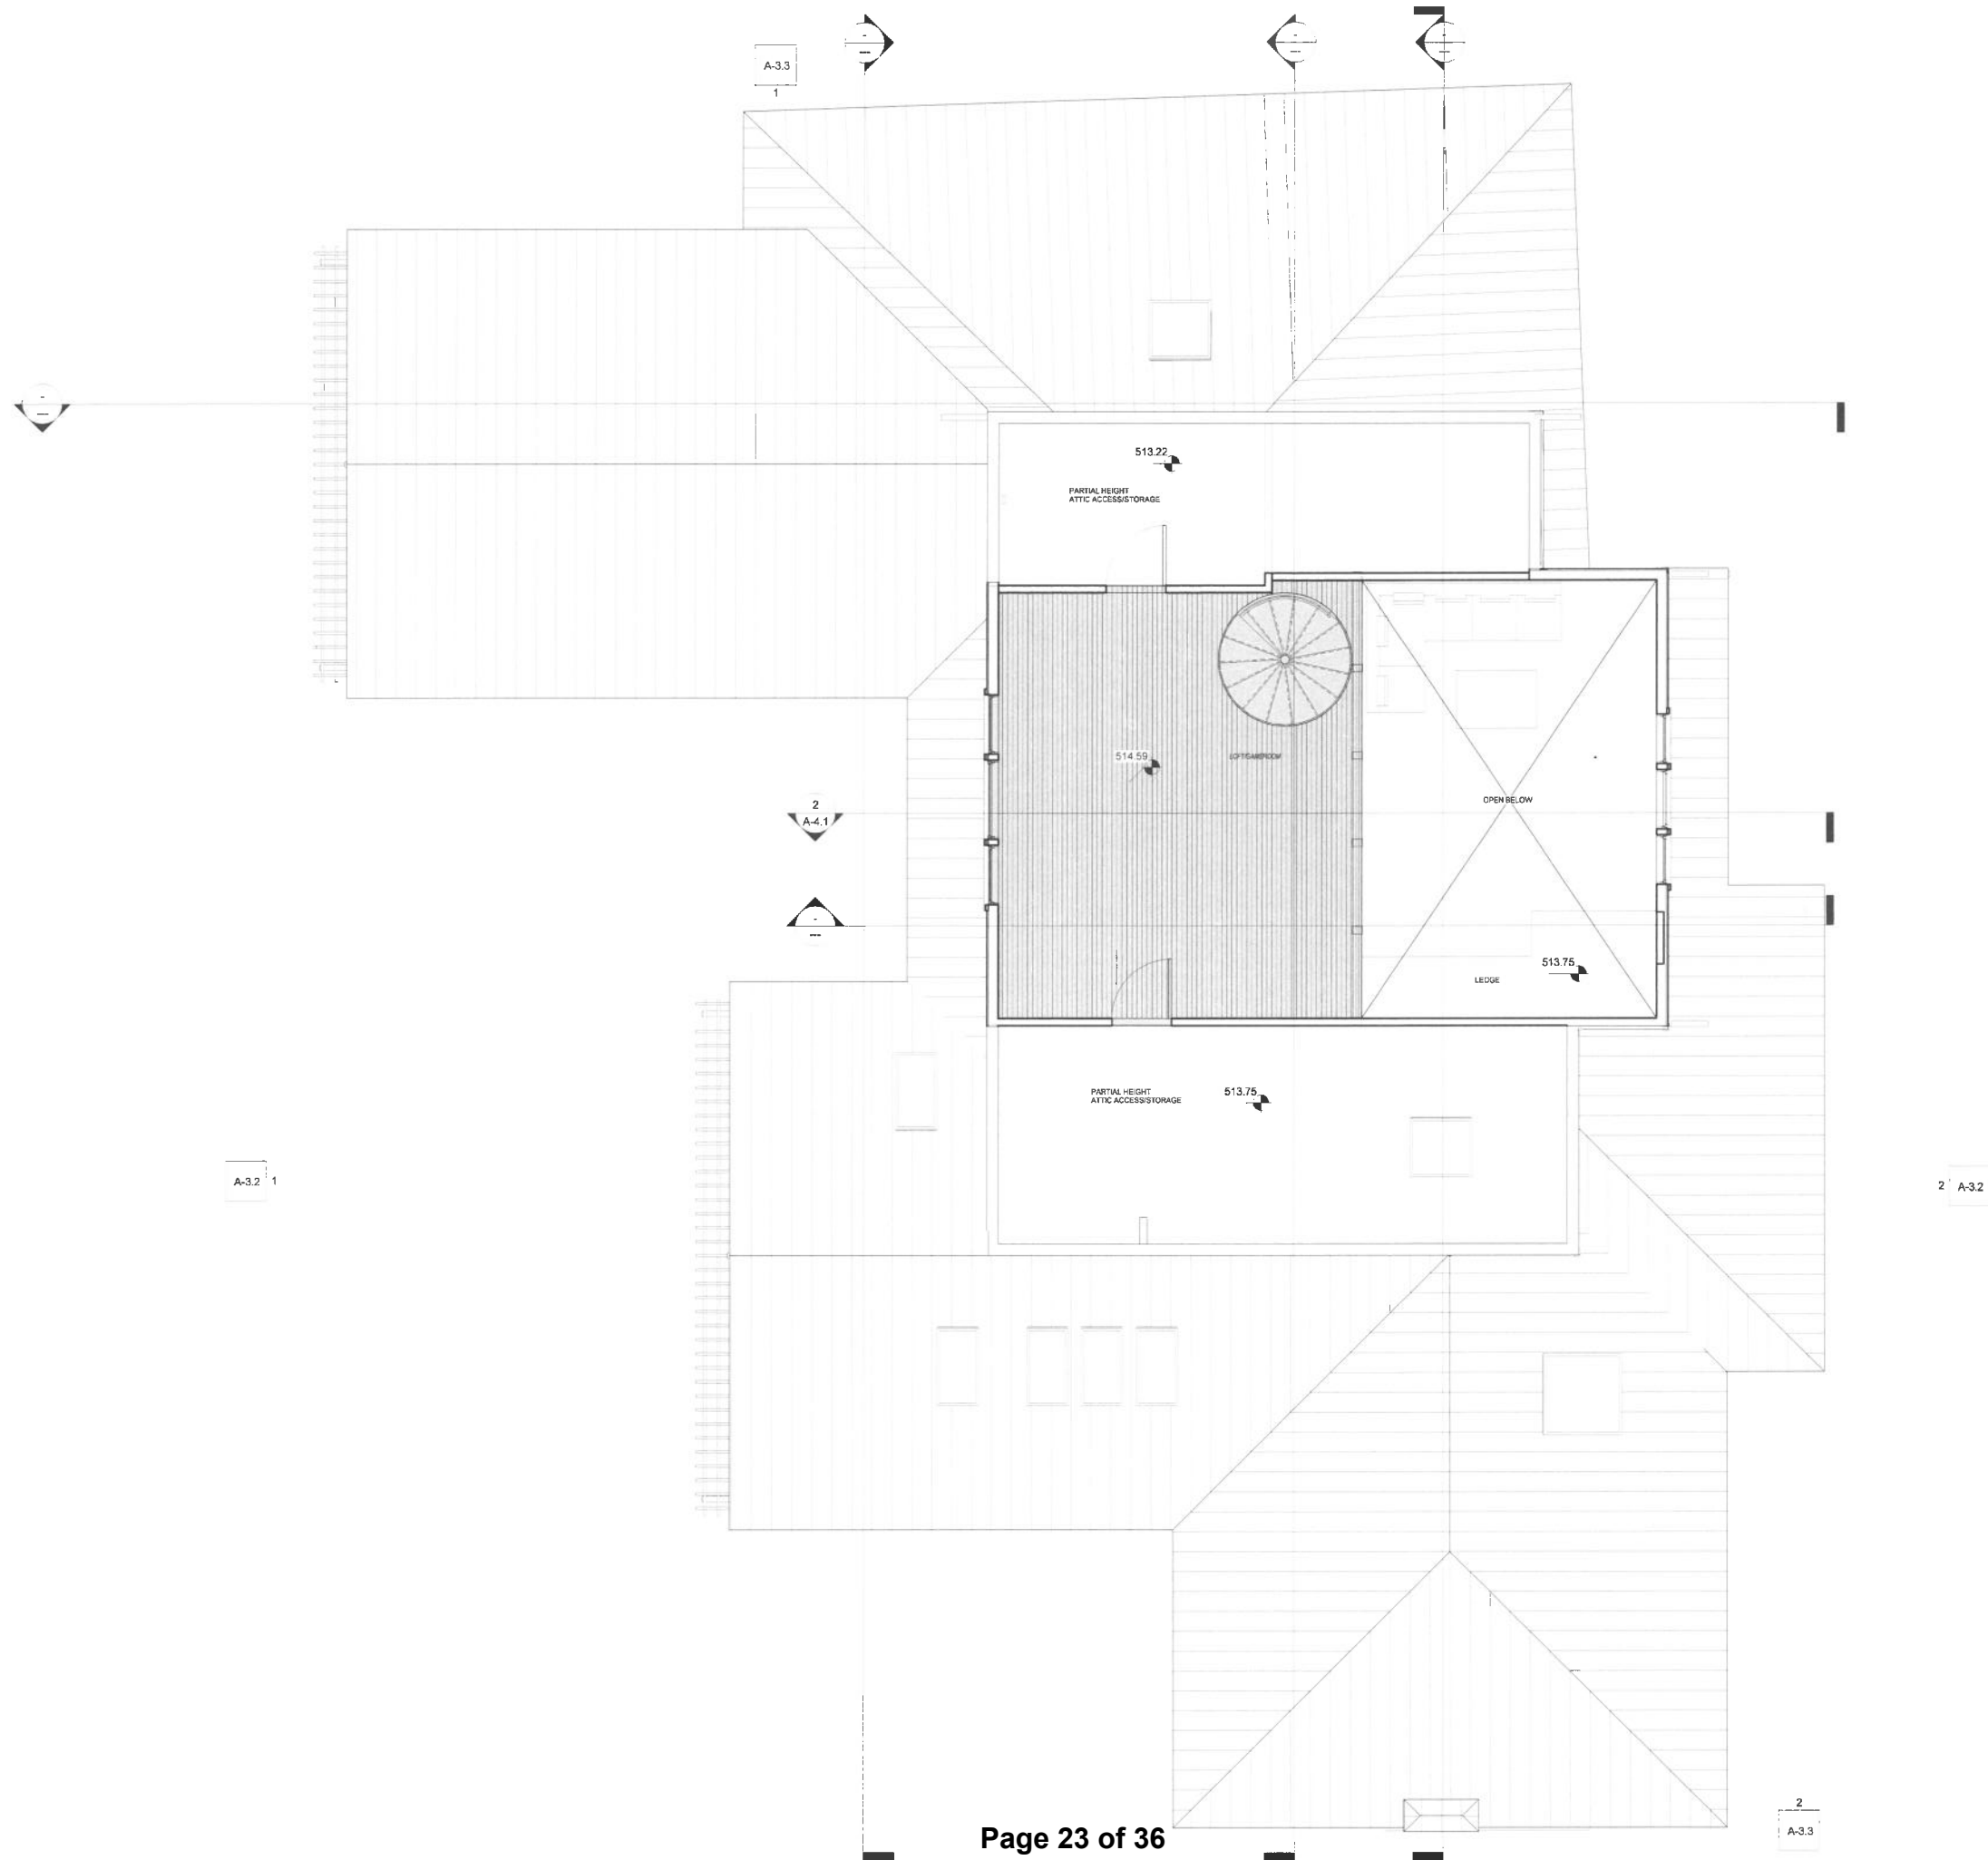 A-3.3
1
513.22
PARTIAL HEIGHT
ATTIC ACCESS/STORAGE
514.59
LOFT/GAMEROOM
2
A-4.1
OPEN BELOW
513.75
LEDGE
PARTIAL HEIGHT
ATTIC ACCESS/STORAGE
513.75
A-3.2 1
2 A-3.2
2
A-3.3
Page 23 of 36